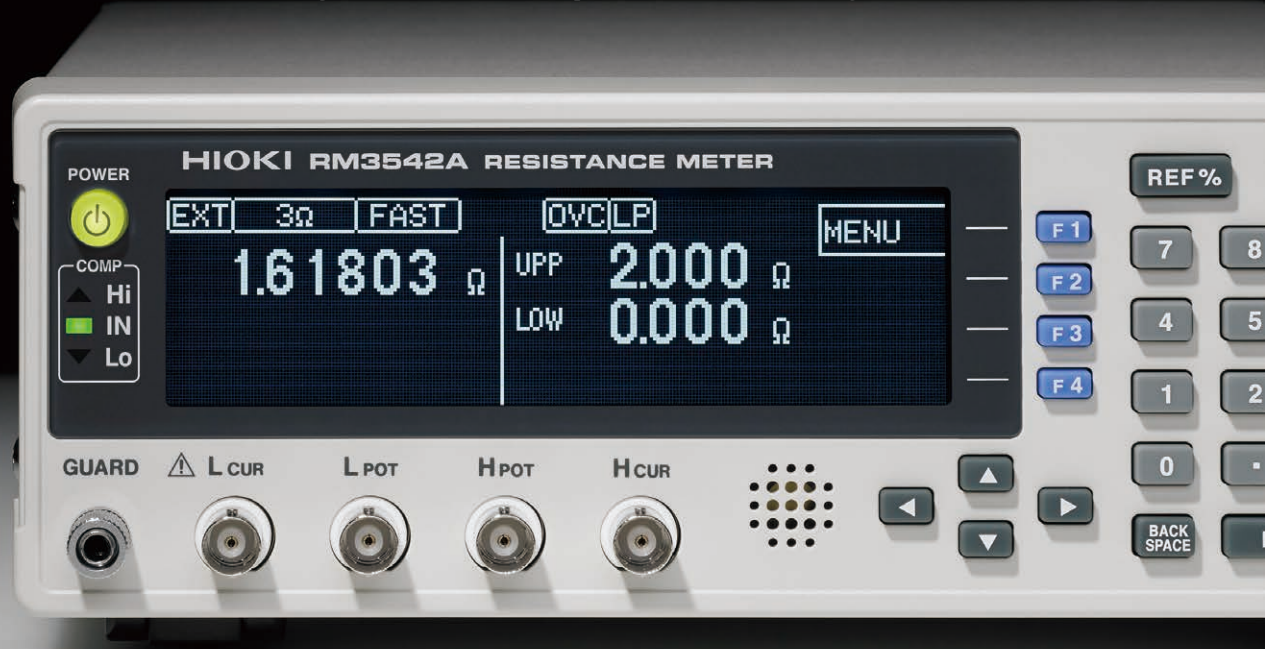 HIOKI RM3542A RESISTANCE METER
POWER
REF%
EXT 3Ω FAST OVC LP MENU
F1
1.61803 Ω UPP 2.000 Ω
7 8
COMP
Hi
F2
LOW 0.000 Ω
IN
F3
4 5
Lo
F4
1 2
GUARD L CUR L POT H POT H CUR
0 .
BACK
SPACE